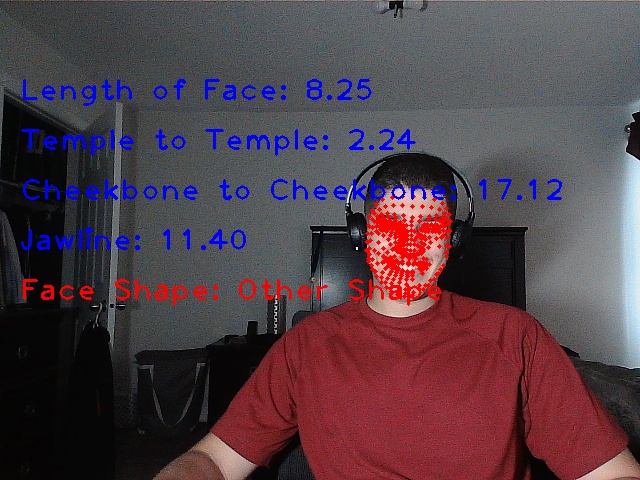 Length of Face: 8.25
Temple to Temple: 2.24
Cheekbone to Cheekbone: 17.12
Jawline: 11.40
Face Shape: Other Shape